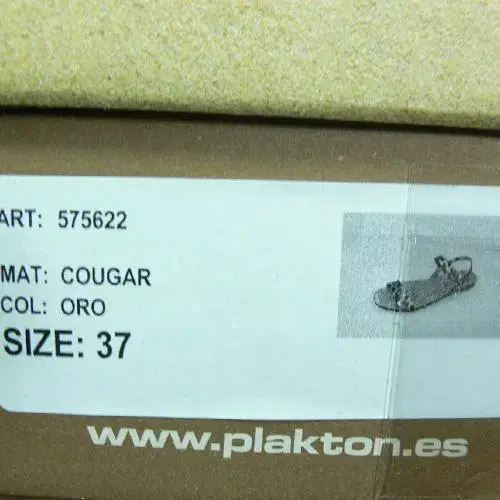 ART: 575622
MAT: COUGAR
COL: ORO
SIZE: 37
www.plakton.es